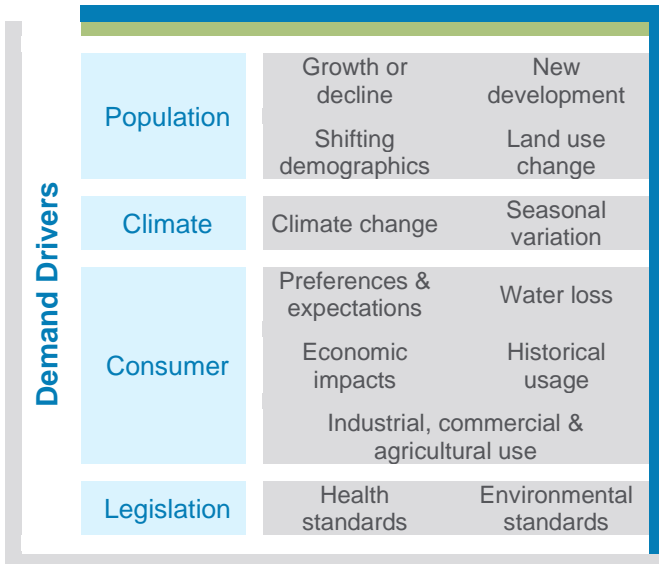 Demand Drivers
Population
Growth or
decline
New
development
Shifting
demographics
Land use
change
Climate
Climate change
Seasonal
variation
Consumer
Preferences &
expectations
Water loss
Economic
impacts
Historical
usage
Industrial, commercial &
agricultural use
Legislation
Health
standards
Environmental
standards